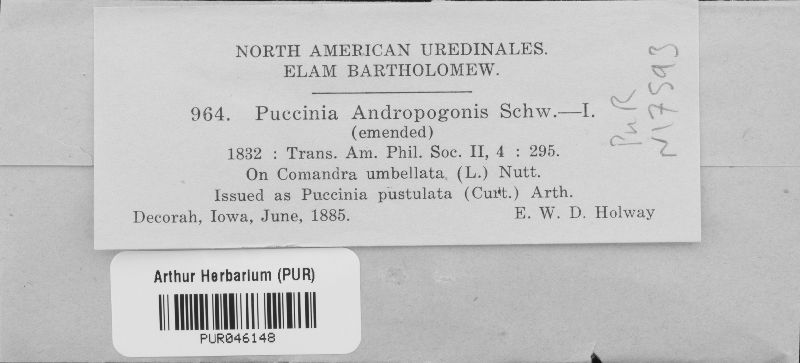 NORTH AMERICAN UREDINALES.
ELAM BARTHOLOMEW.
964. Puccinia Andropogonis Schw.—I.
(emended)
1832 : Trans. Am. Phil. Soc. II, 4 : 295.
On Comandra umbellata (L.) Nutt.
Issued as Puccinia pustulata (Curt.) Arth.
Decorah, Iowa, June, 1885. E. W. D. Holway
PUR
N17593
Arthur Herbarium (PUR)
PUR046148